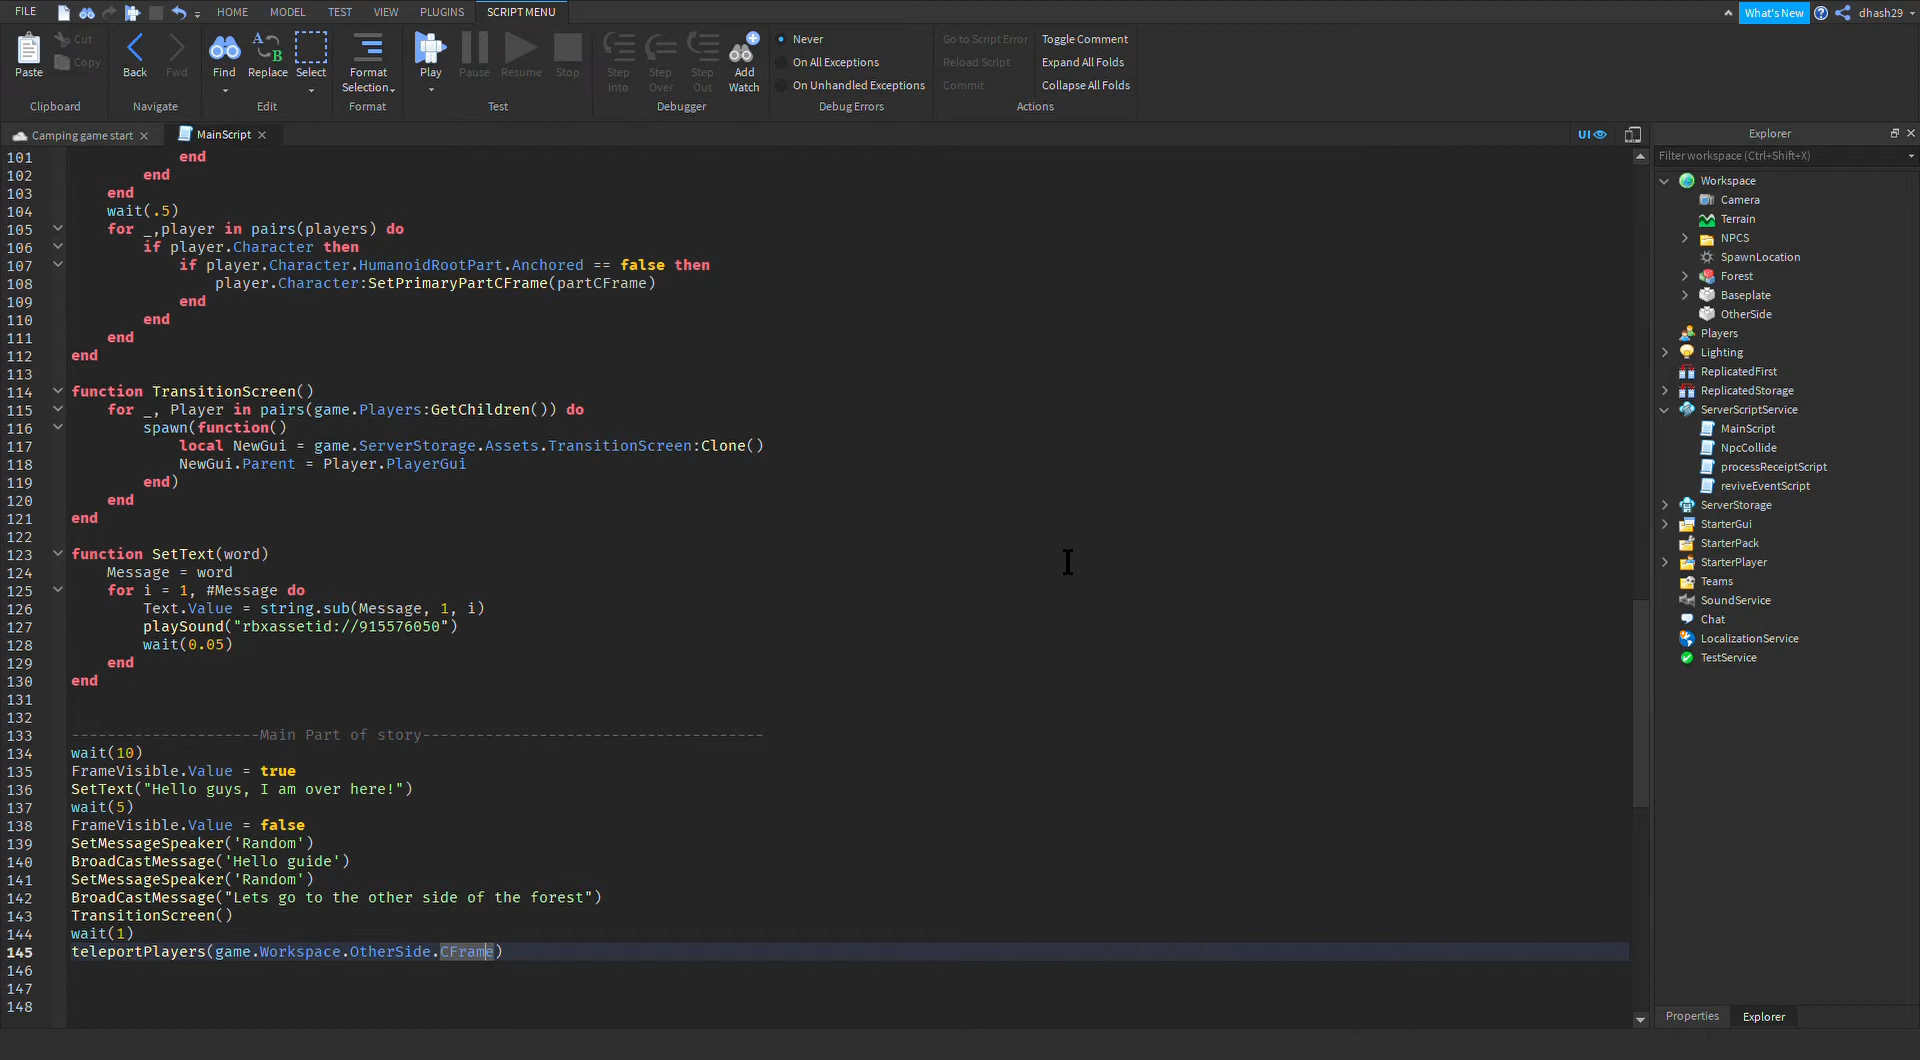 FILE HOME MODEL TEST VIEW PLUGINS SCRIPT MENU What's New dhash29
Paste Cut Copy Back Fwd Find Replace Select Format Selection Play Pause Resume Stop Step Into Step Over Step Out Add Watch
Never Go to Script Error Toggle Comment
On All Exceptions Reload Script Expand All Folds
On Unhandled Exceptions Commit Collapse All Folds
Clipboard Navigate Edit Format Test Debugger Debug Errors Actions
Camping game start MainScript UI
101 end
102 end
103 end
104 wait(.5)
105 for _,player in pairs(players) do
106 if player.Character then
107 if player.Character.HumanoidRootPart.Anchored == false then
108 player.Character:SetPrimaryPartCFrame(partCFrame)
109 end
110 end
111 end
112 end
113
114 function TransitionScreen()
115 for _, Player in pairs(game.Players:GetChildren()) do
116 spawn(function()
117 local NewGui = game.ServerStorage.Assets.TransitionScreen:Clone()
118 NewGui.Parent = Player.PlayerGui
119 end)
120 end
121 end
122
123 function SetText(word)
124 Message = word
125 for i = 1, #Message do
126 Text.Value = string.sub(Message, 1, i)
127 playSound("rbxassetid://915576050")
128 wait(0.05)
129 end
130 end
131
132
133 ---------------------Main Part of story--------------------------------------
134 wait(10)
135 FrameVisible.Value = true
136 SetText("Hello guys, I am over here!")
137 wait(5)
138 FrameVisible.Value = false
139 SetMessageSpeaker('Random')
140 BroadCastMessage('Hello guide')
141 SetMessageSpeaker('Random')
142 BroadCastMessage("Lets go to the other side of the forest")
143 TransitionScreen()
144 wait(1)
145 teleportPlayers(game.Workspace.OtherSide.CFrame)
146
147
148
Explorer
Filter workspace (Ctrl+Shift+X)
Workspace
Camera
Terrain
NPCS
SpawnLocation
Forest
Baseplate
OtherSide
Players
Lighting
ReplicatedFirst
ReplicatedStorage
ServerScriptService
MainScript
NpcCollide
processReceiptScript
reviveEventScript
ServerStorage
StarterGui
StarterPack
StarterPlayer
Teams
SoundService
Chat
LocalizationService
TestService
Properties Explorer